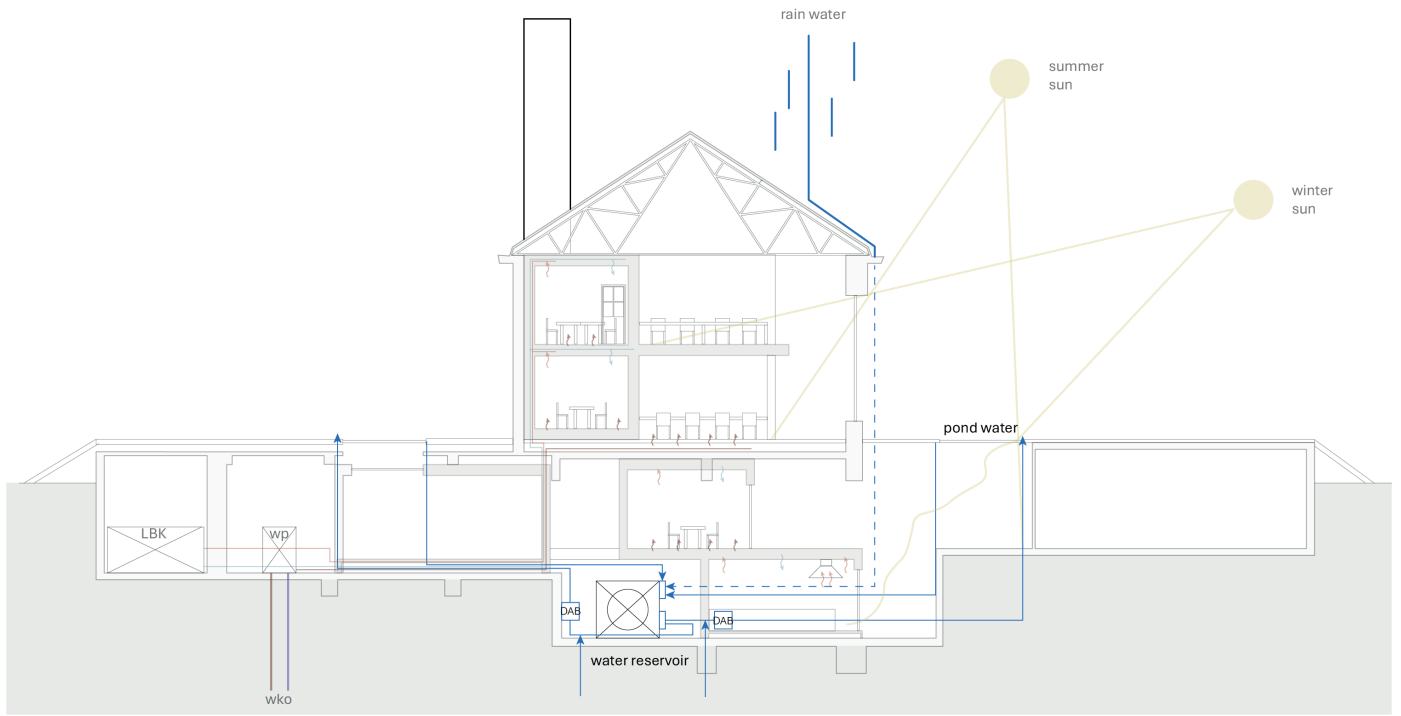 rain water
summer
sun
winter
sun
pond water
LBK
wp
DAB
DAB
water reservoir
wko